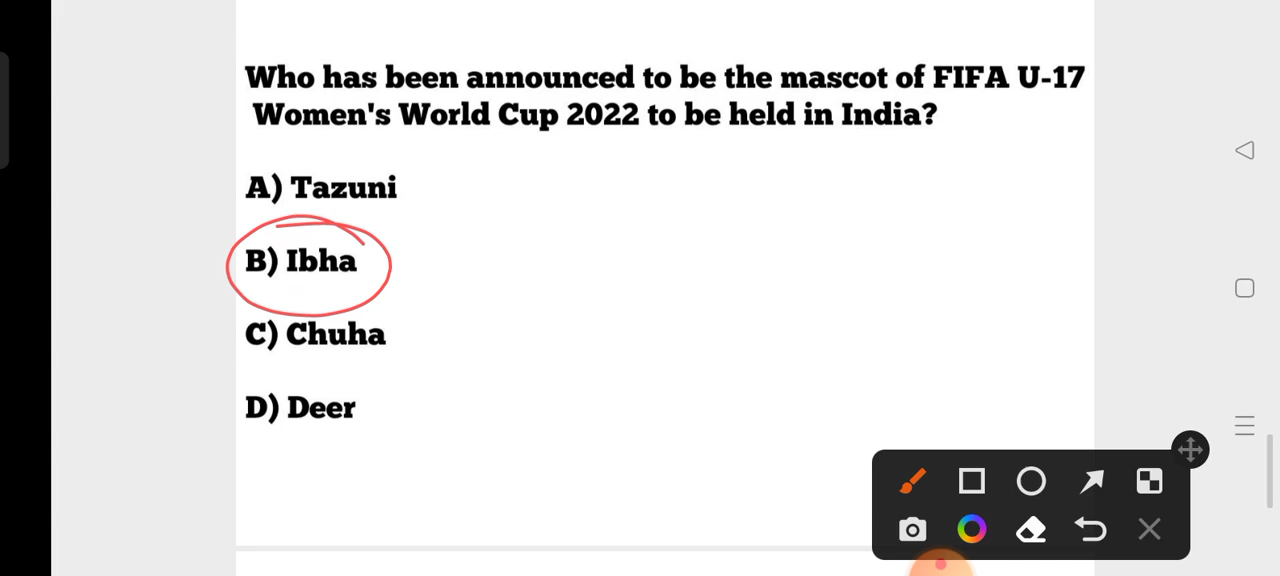 Who has been announced to be the mascot of FIFA U-17
Women's World Cup 2022 to be held in India?
A) Tazuni
B) Ibha
C) Chuha
D) Deer